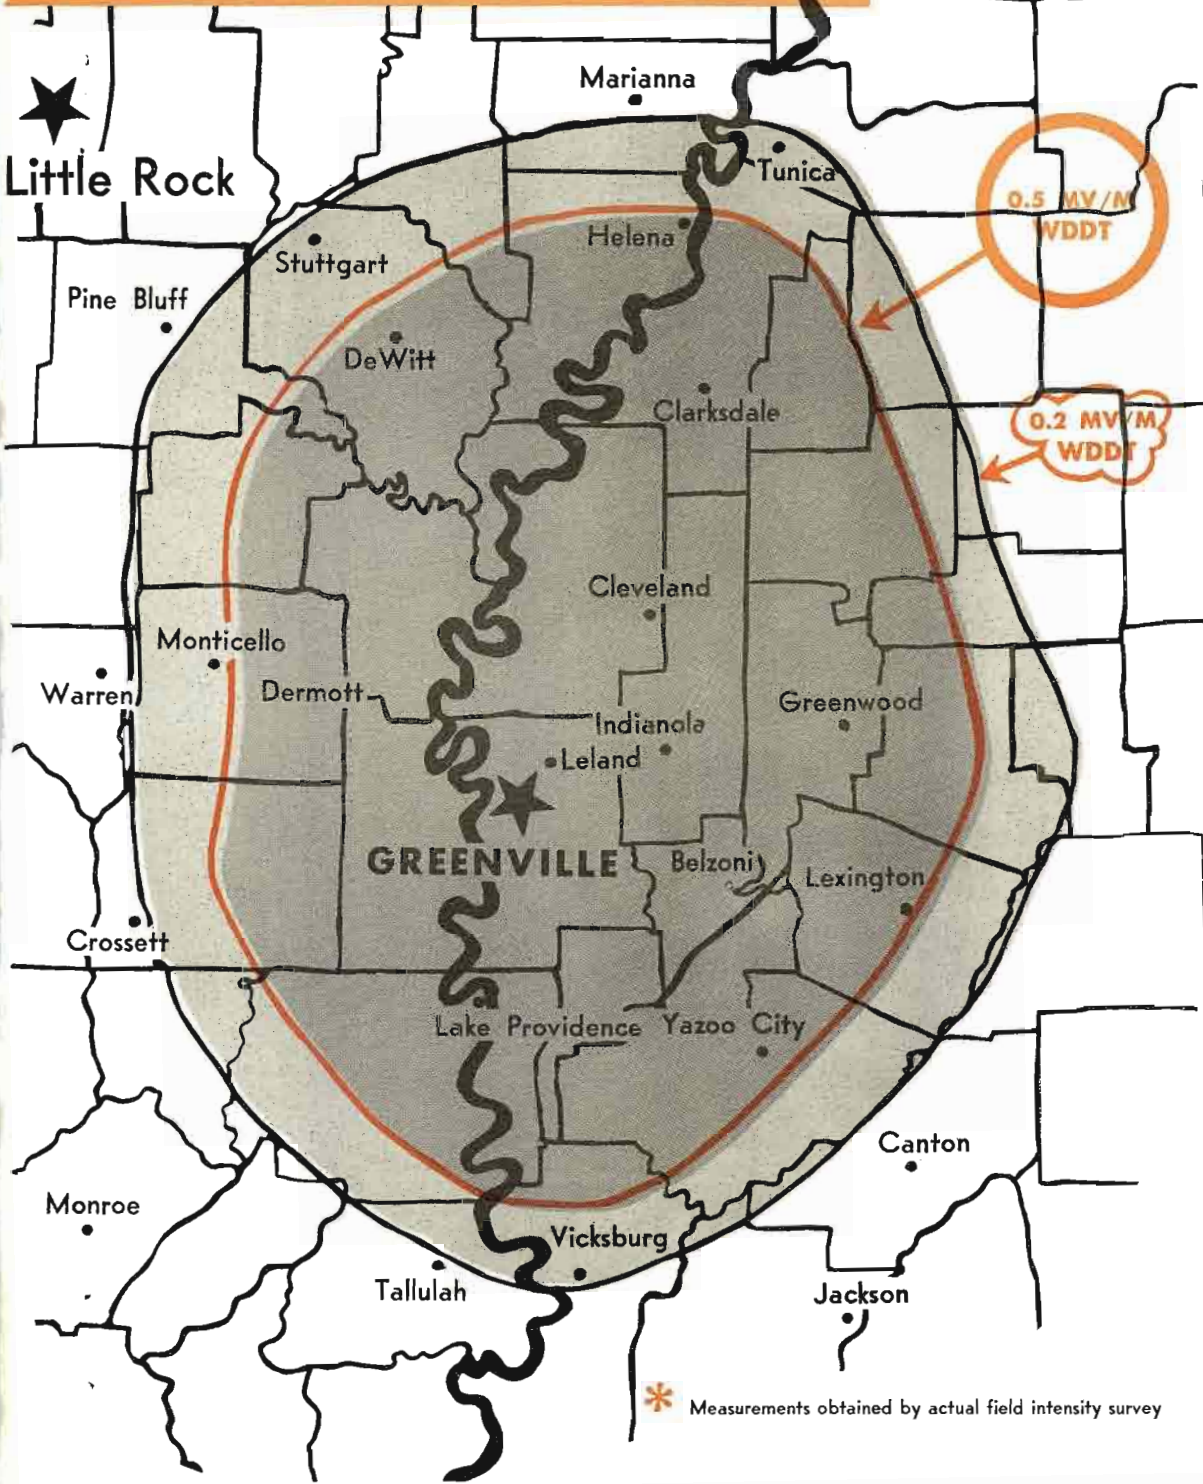 Marianna
Little Rock
Tunica
0.5 MV/M
WDDT
Helena
Stuttgart
Pine Bluff
DeWitt
Clarksdale
0.2 MV/M
WDDT
Cleveland
Monticello
Warren
Dermott
Greenwood
Indianola
Leland
GREENVILLE
Belzoni
Lexington
Crossett
Lake Providence
Yazoo City
Canton
Monroe
Vicksburg
Tallulah
Jackson
* Measurements obtained by actual field intensity survey